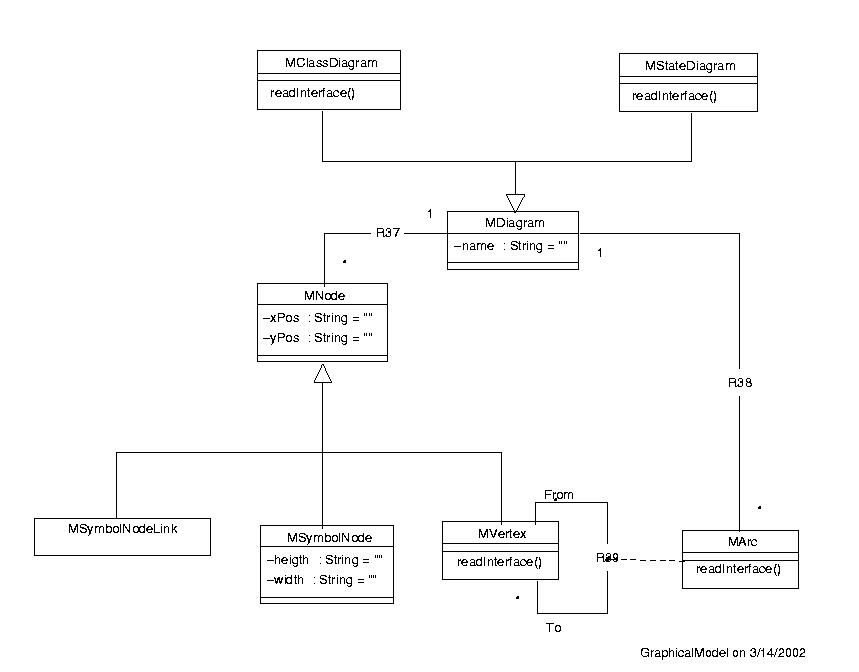 MClassDiagram
readInterface()
MStateDiagram
readInterface()
1
MDiagram
–name : String = ""
R37
1
*
MNode
–xPos : String = ""
–yPos : String = ""
R38
*
From
*
MSymbolNodeLink
MSymbolNode
–heigth : String = ""
–width : String = ""
MVertex
readInterface()
R39
MArc
readInterface()
*
To
GraphicalModel on 3/14/2002